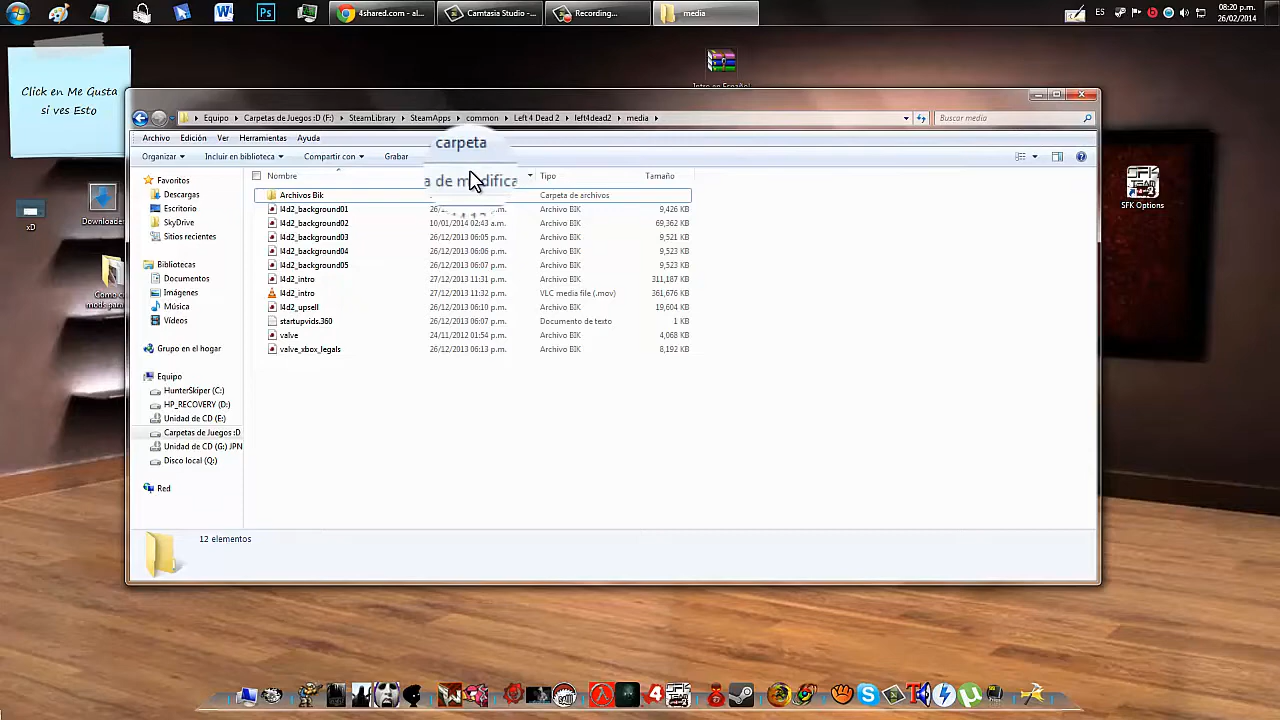 4shared.com - al...
Camtasia Studio -...
Recording...
media
ES
08:20 p.m.
26/02/2014
Click en Me Gusta
si ves Esto
Intro en Español
Equipo
Carpetas de Juegos :D (F:)
SteamLibrary
SteamApps
common
Left 4 Dead 2
left4dead2
media
Buscar media
Archivo Edición Ver Herramientas Ayuda
carpeta
Organizar Incluir en biblioteca Compartir con Grabar
Nombre
a de modifica
Tipo
Tamaño
Archivos Bik Carpeta de archivos
l4d2_background01 9,426 KB Archivo BIK
l4d2_background02 10/01/2014 02:43 a.m. Archivo BIK 69,362 KB
l4d2_background03 26/12/2013 06:05 p.m. Archivo BIK 9,521 KB
l4d2_background04 26/12/2013 06:06 p.m. Archivo BIK 9,523 KB
l4d2_background05 26/12/2013 06:07 p.m. Archivo BIK 9,523 KB
l4d2_intro 27/12/2013 11:31 p.m. Archivo BIK 311,187 KB
l4d2_intro 27/12/2013 11:32 p.m. VLC media file (.mov) 361,676 KB
l4d2_upsell 26/12/2013 06:10 p.m. Archivo BIK 19,604 KB
startupvids.360 26/12/2013 06:07 p.m. Documento de texto 1 KB
valve 24/11/2012 01:54 p.m. Archivo BIK 4,068 KB
valve_xbox_legals 26/12/2013 06:13 p.m. Archivo BIK 8,192 KB
Favoritos
Descargas
Escritorio
SkyDrive
Sitios recientes
Bibliotecas
Documentos
Imágenes
Música
Vídeos
Grupo en el hogar
Equipo
HunterSkiper (C:)
HP_RECOVERY (D:)
Unidad de CD (E:)
Carpetas de Juegos :D
Unidad de CD (G:) JPN
Disco local (Q:)
Red
12 elementos
xD
Downloader
Como c
mods para
SFK Options